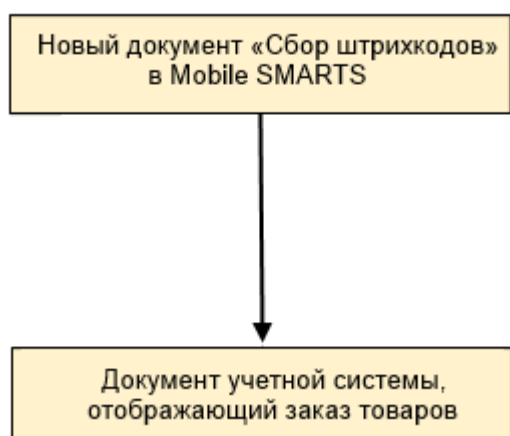 Новый документ «Сбор штрихкодов»
в Mobile SMARTS
Документ учетной системы,
отображающий заказ товаров